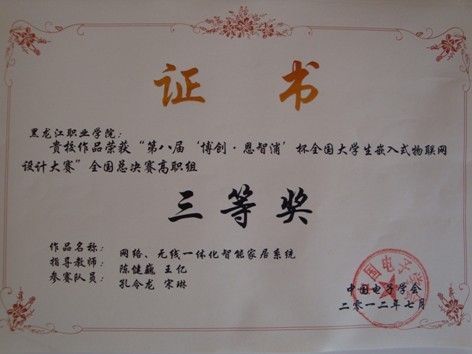 证书
黑龙江职业学院：
贵校作品荣获“第八届‘博创·恩智浦’杯全国大学生嵌入式物联网
设计大赛”全国总决赛高职组
三等奖
作品名称： 网络、无线一体化智能家居系统
指导教师： 陈健巍 王亿
参赛队员： 孔令龙 宋琳
中国电子学会
二〇一二年七月